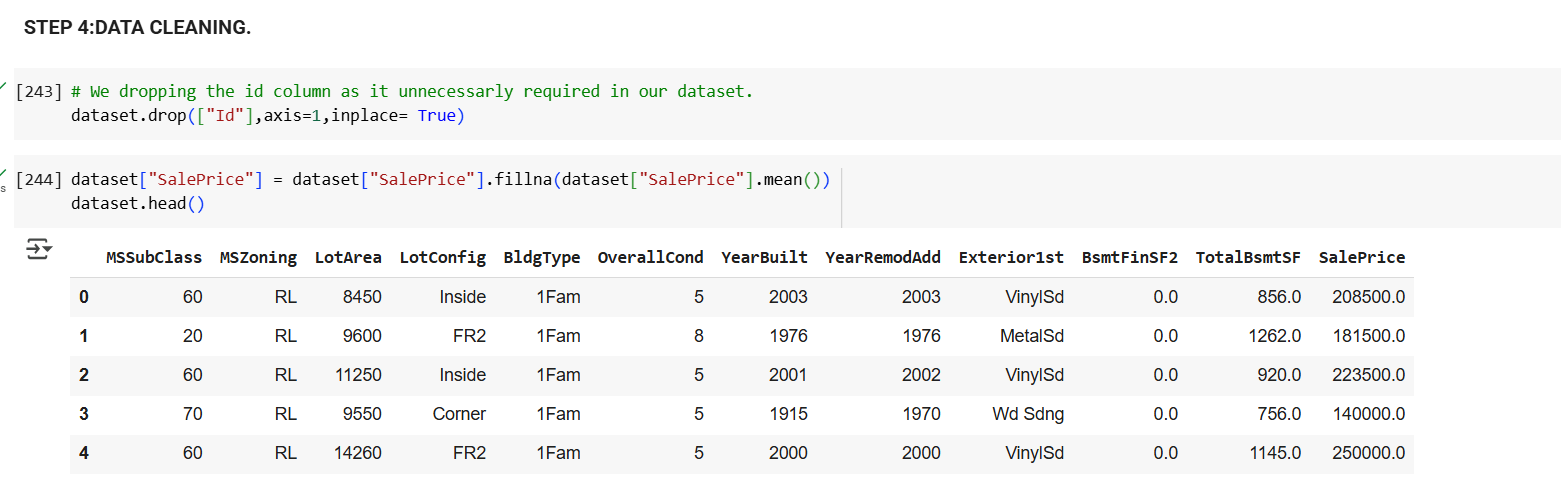 STEP 4:DATA CLEANING.
[243] # We dropping the id column as it unnecessarly required in our dataset.
dataset.drop(["Id"],axis=1,inplace= True)
[244] dataset["SalePrice"] = dataset["SalePrice"].fillna(dataset["SalePrice"].mean())
s
dataset.head()
MSSubClass MSZoning LotArea LotConfig BldgType OverallCond YearBuilt YearRemodAdd Exterior1st BsmtFinSF2 TotalBsmtSF SalePrice
0 60 RL 8450 Inside 1Fam 5 2003 2003 VinylSd 0.0 856.0 208500.0
1 20 RL 9600 FR2 1Fam 8 1976 1976 MetalSd 0.0 1262.0 181500.0
2 60 RL 11250 Inside 1Fam 5 2001 2002 VinylSd 0.0 920.0 223500.0
3 70 RL 9550 Corner 1Fam 5 1915 1970 Wd Sdng 0.0 756.0 140000.0
4 60 RL 14260 FR2 1Fam 5 2000 2000 VinylSd 0.0 1145.0 250000.0